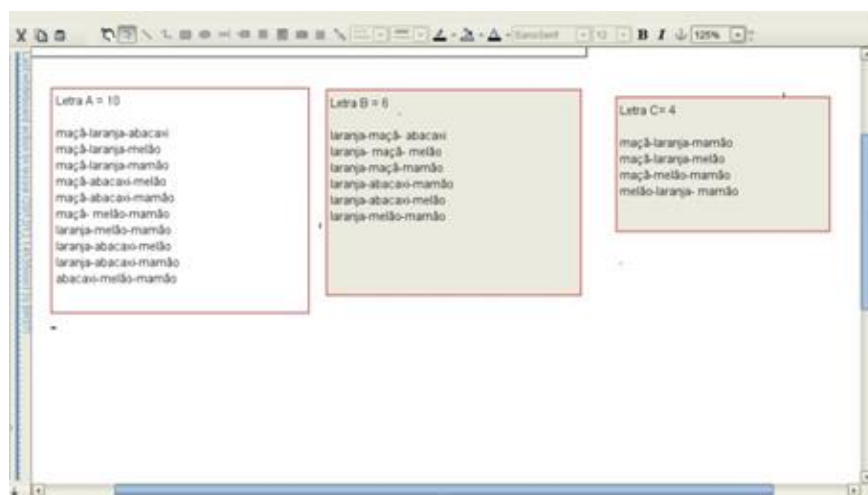 SansSerif 12 B I 125%
Letra A = 10
maçã-laranja-abacaxi
maçã-laranja-melão
maçã-laranja-mamão
maçã-abacaxi-melão
maçã-abacaxi-mamão
maçã- melão-mamão
laranja-melão-mamão
laranja-abacaxi-melão
laranja-abacaxi-mamão
abacaxi-melão-mamão
Letra B = 6
laranja-maçã- abacaxi
laranja- maçã- melão
laranja-maçã-mamão
laranja-abacaxi-mamão
laranja-abacaxi-melão
laranja-melão-mamão
Letra C= 4
maçã-laranja-mamão
maçã-laranja-melão
maçã-melão-mamão
melão-laranja- mamão